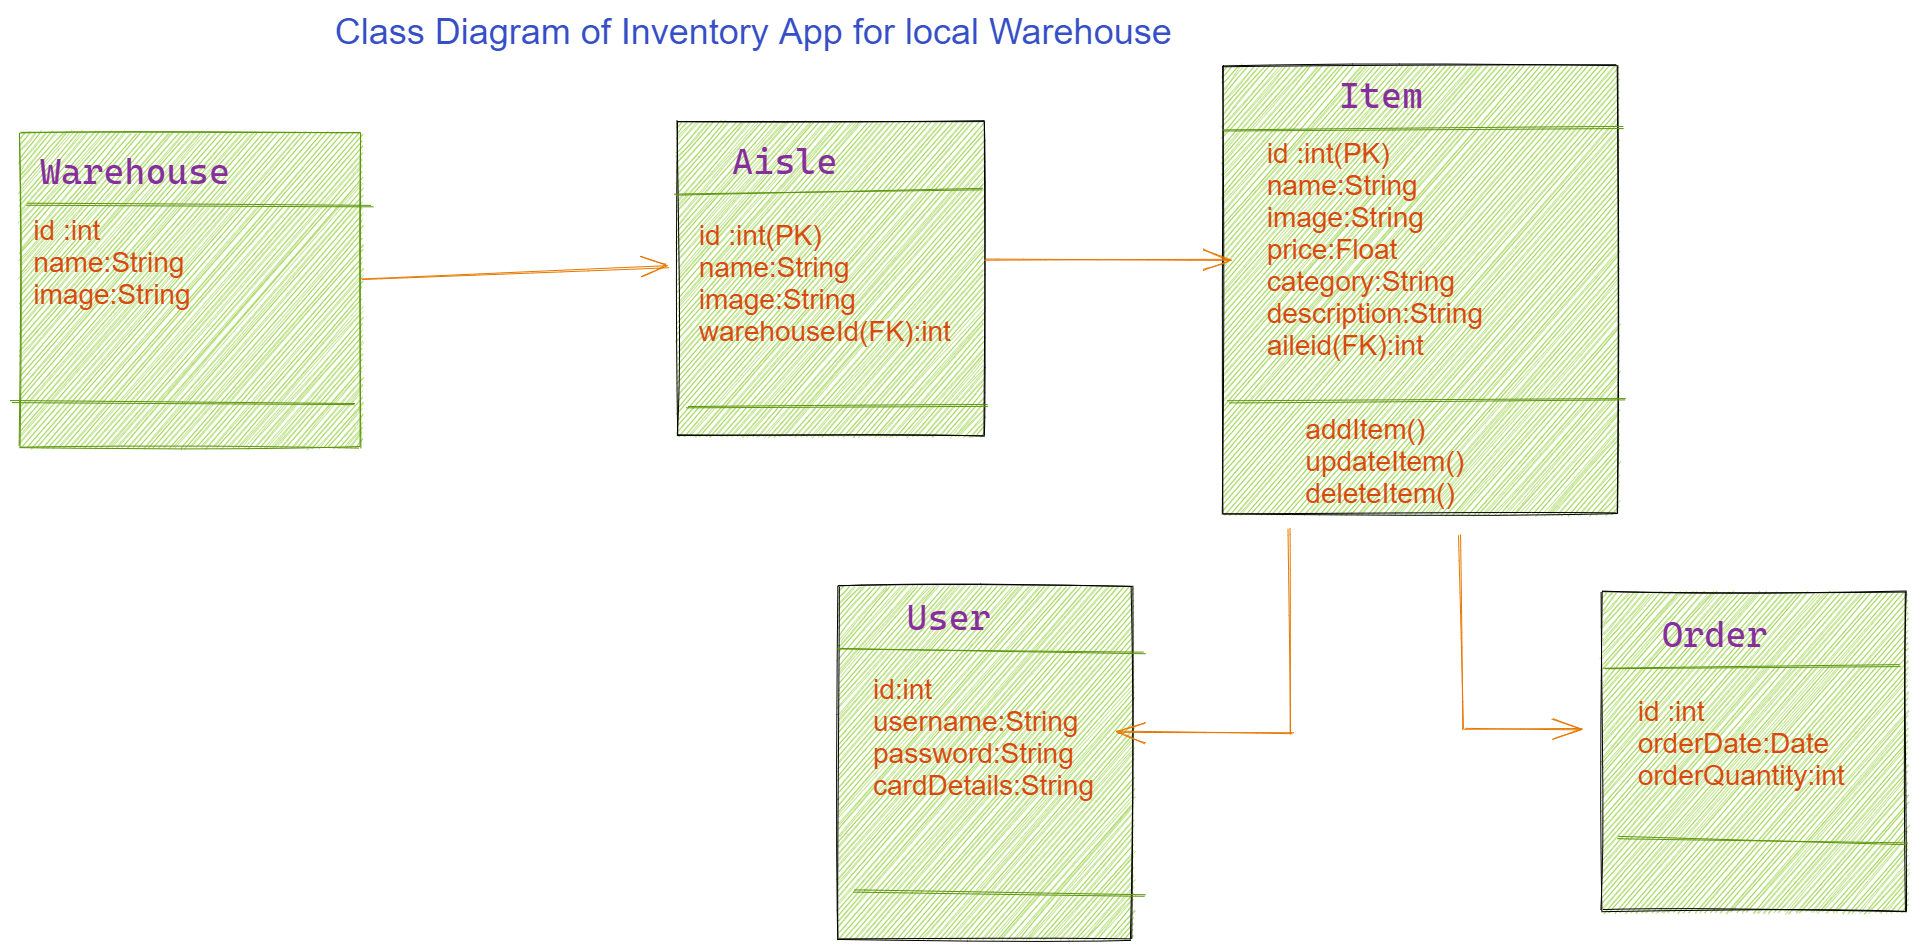 Class Diagram of Inventory App for local Warehouse
Warehouse
id :int
name:String
image:String
Aisle
id :int(PK)
name:String
image:String
warehouseId(FK):int
Item
id :int(PK)
name:String
image:String
price:Float
category:String
description:String
aileid(FK):int
addItem()
updateItem()
deleteItem()
User
id:int
username:String
password:String
cardDetails:String
Order
id :int
orderDate:Date
orderQuantity:int